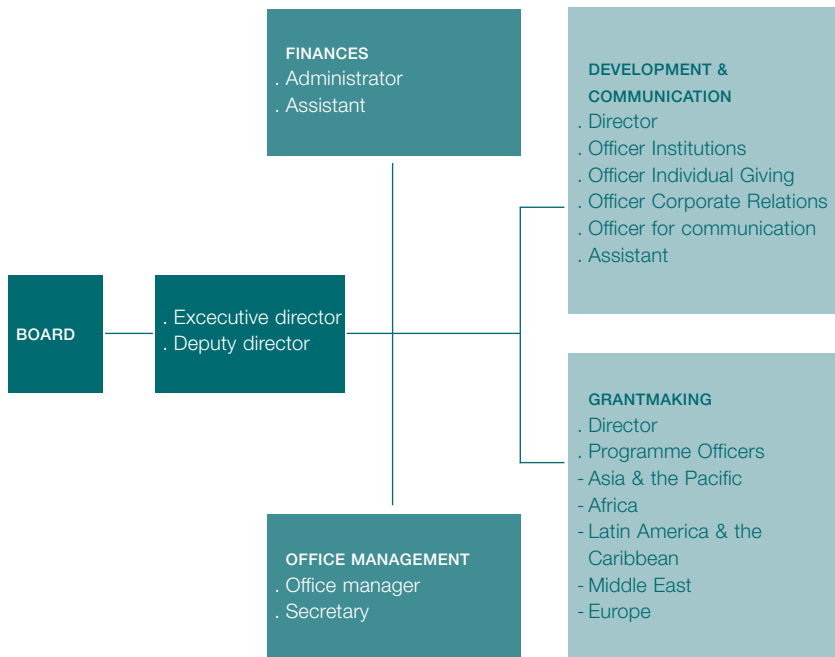 FINANCES
. Administrator
. Assistant
DEVELOPMENT &
COMMUNICATION
. Director
. Officer Institutions
. Officer Individual Giving
. Officer Corporate Relations
. Officer for communication
. Assistant
BOARD
. Excecutive director
. Deputy director
GRANTMAKING
. Director
. Programme Officers
- Asia & the Pacific
- Africa
- Latin America & the
Caribbean
- Middle East
- Europe
OFFICE MANAGEMENT
. Office manager
. Secretary